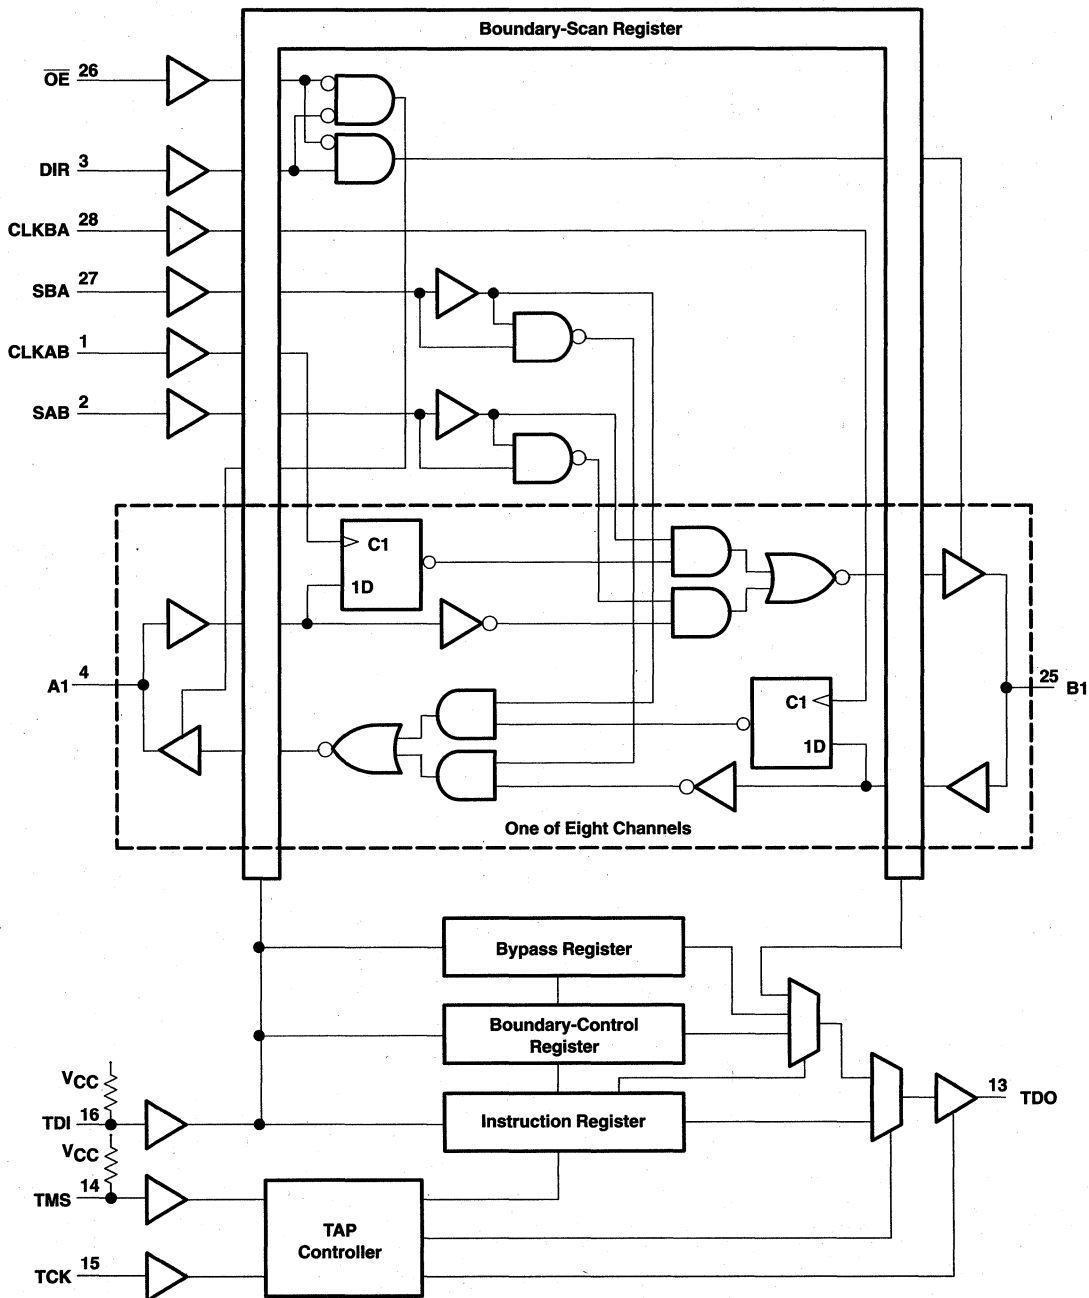 Boundary-Scan Register
OE 26
DIR 3
CLKBA 28
SBA 27
CLKAB 1
SAB 2
C1
1D
A1 4
C1
1D
25 B1
One of Eight Channels
Bypass Register
Boundary-Control
Register
VCC
TDI 16
Instruction Register
13 TDO
VCC
TMS 14
TAP
Controller
TCK 15